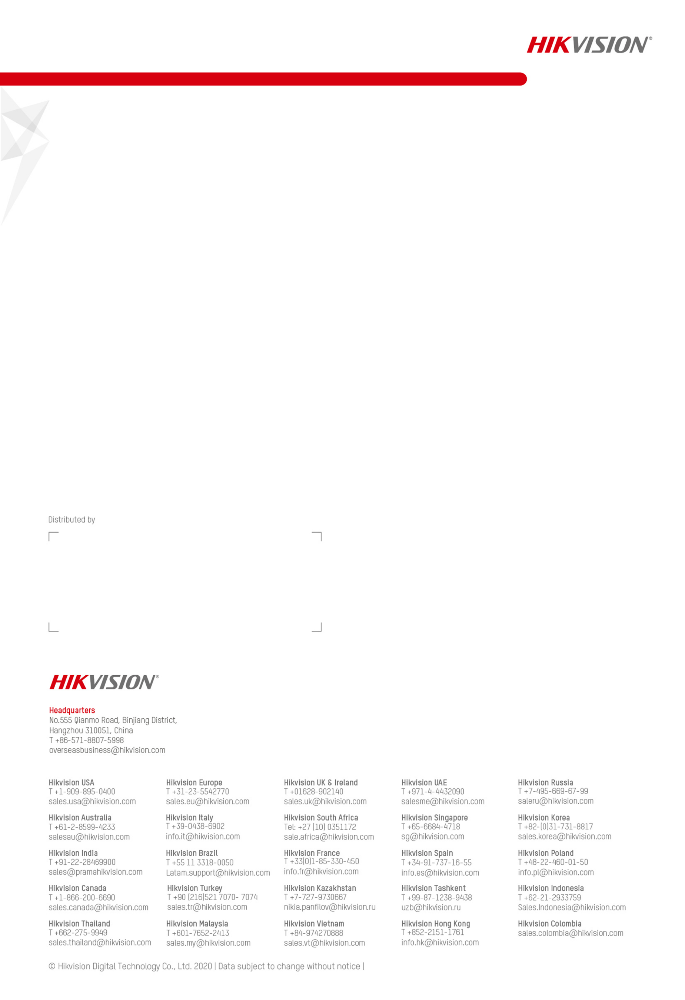 HIKVISION®
Distributed by
HIKVISION®
Headquarters
No.555 Qianmo Road, Binjiang District,
Hangzhou 310051, China
T +86-571-8807-5998
overseasbusiness@hikvision.com
Hikvision USA
T +1-909-895-0400
sales.usa@hikvision.com
Hikvision Europe
T +31-23-5542770
sales.eu@hikvision.com
Hikvision UK & Ireland
T +01628-902140
sales.uk@hikvision.com
Hikvision UAE
T +971-4-4432090
salesme@hikvision.com
Hikvision Russia
T +7-495-669-67-99
saleru@hikvision.com
Hikvision Australia
T +61-2-8599-4233
salesau@hikvision.com
Hikvision Italy
T +39-0438-6902
info.it@hikvision.com
Hikvision South Africa
Tel: +27 (10) 0351172
sale.africa@hikvision.com
Hikvision Singapore
T +65-6684-4718
sg@hikvision.com
Hikvision Korea
T +82-(0)31-731-8817
sales.korea@hikvision.com
Hikvision India
T +91-22-28469900
sales@pramahikvision.com
Hikvision Brazil
T +55 11 3318-0050
Latam.support@hikvision.com
Hikvision France
T +33(0)1-85-330-450
info.fr@hikvision.com
Hikvision Spain
T +34-91-737-16-55
info.es@hikvision.com
Hikvision Poland
T +48-22-460-01-50
info.pl@hikvision.com
Hikvision Canada
T +1-866-200-6690
sales.canada@hikvision.com
Hikvision Turkey
T +90 (216)521 7070- 7074
sales.tr@hikvision.com
Hikvision Kazakhstan
T +7-727-9730667
nikia.panfilov@hikvision.ru
Hikvision Tashkent
T +99-87-1238-9438
uzb@hikvision.ru
Hikvision Indonesia
T +62-21-2933759
Sales.Indonesia@hikvision.com
Hikvision Thailand
T +662-275-9949
sales.thailand@hikvision.com
Hikvision Malaysia
T +601-7652-2413
sales.my@hikvision.com
Hikvision Vietnam
T +84-974270888
sales.vt@hikvision.com
Hikvision Hong Kong
T +852-2151-1761
info.hk@hikvision.com
Hikvision Colombia
sales.colombia@hikvision.com
© Hikvision Digital Technology Co., Ltd. 2020 | Data subject to change without notice |